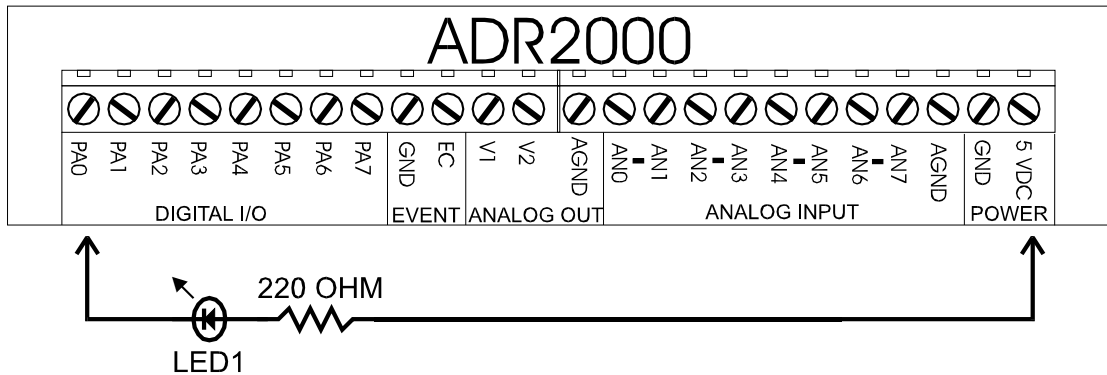 ADR2000
PA0 PA1 PA2 PA3 PA4 PA5 PA6 PA7 GND EC V1 V2 AGND AN0 - AN1 AN2 - AN3 AN4 - AN5 AN6 - AN7 AGND GND 5 VDC
DIGITAL I/O EVENT ANALOG OUT ANALOG INPUT POWER
220 OHM
LED1